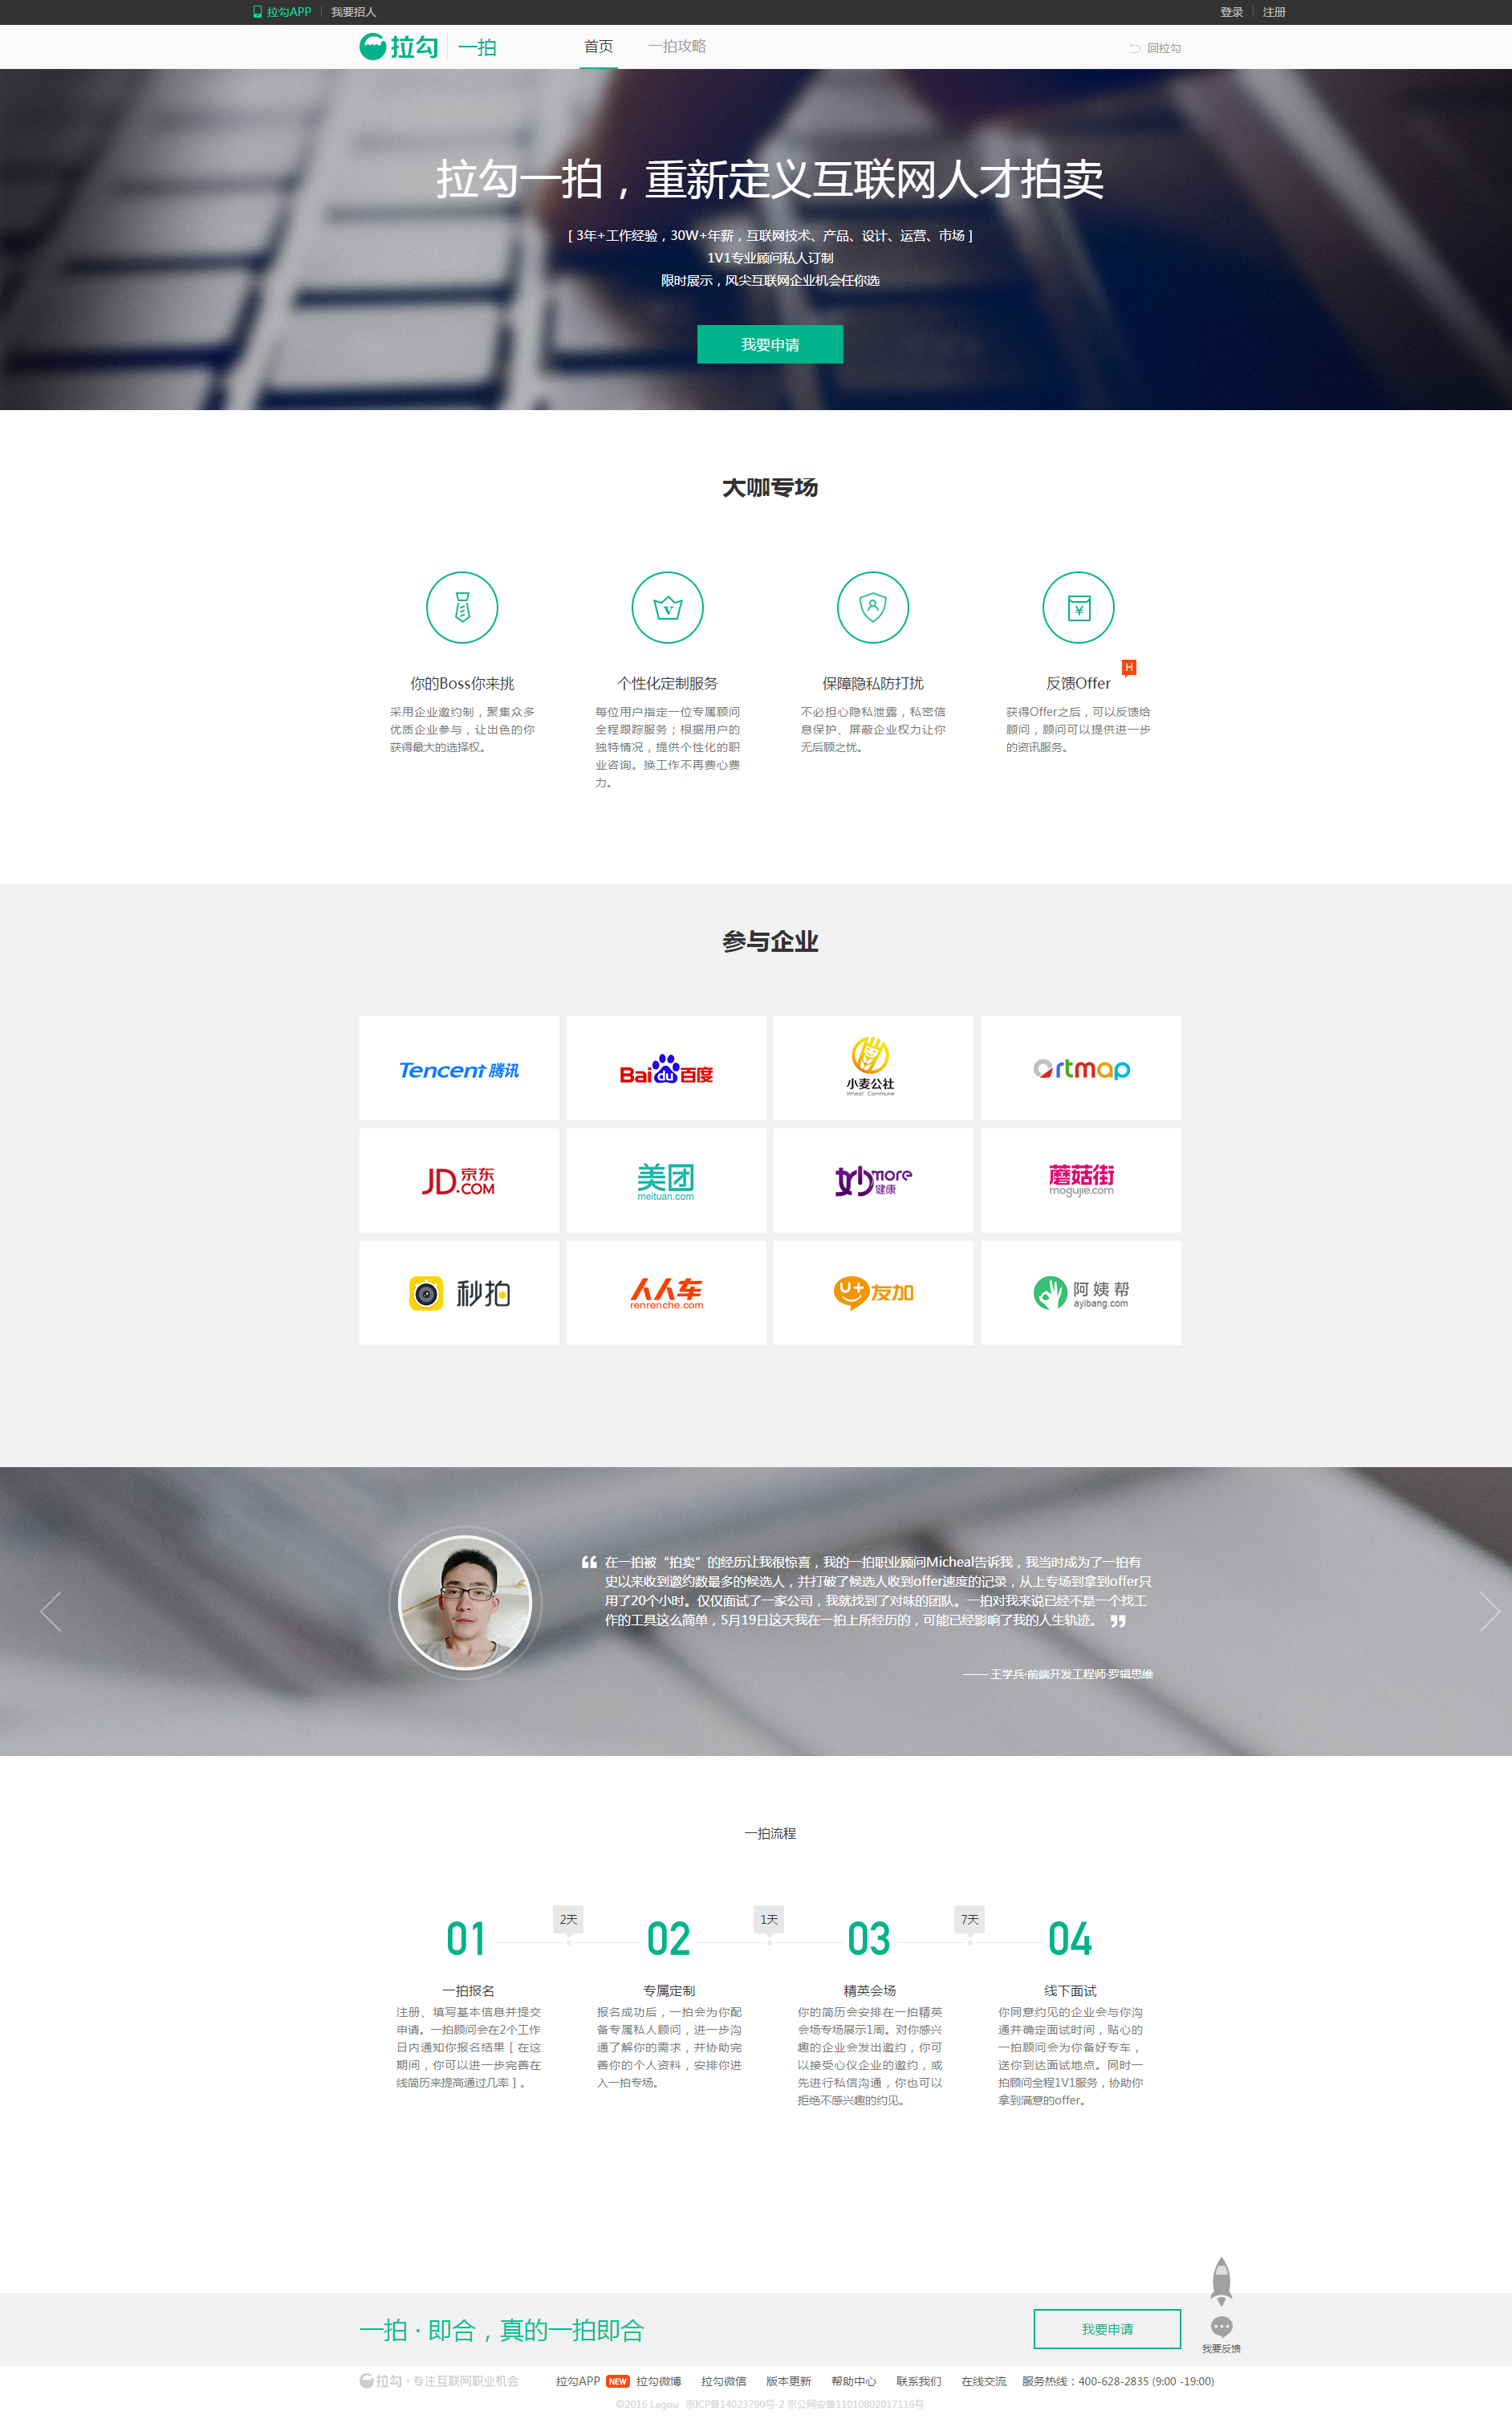 拉勾APP 我要招人 登录 注册
拉勾 一拍 首页 一拍攻略 回拉勾
拉勾一拍，重新定义互联网人才拍卖
[ 3年+工作经验，30W+年薪，互联网技术、产品、设计、运营、市场 ]
1V1专业顾问私人订制
限时展示，风尖互联网企业机会任你选
我要申请
大咖专场
你的Boss你来挑
采用企业邀约制，聚集众多
优质企业参与，让出色的你
获得最大的选择权。
个性化定制服务
每位用户指定一位专属顾问
全程跟踪服务；根据用户的
独特情况，提供个性化的职
业咨询。换工作不再费心费
力。
保障隐私防打扰
不必担心隐私泄露，私密信
息保护、屏蔽企业权力让你
无后顾之忧。
反馈Offer
H
获得Offer之后，可以反馈给
顾问，顾问可以提供进一步
的资讯服务。
参与企业
Tencent 腾讯
Bai du 百度
小麦公社
Wheat Commune
artmap
JD.COM 京东
美团
meituan.com
妙more
健康
蘑菇街
mogujie.com
秒拍
人人车
renrenche.com
U+ 友加
阿姨帮
ayibang.com
“ 在一拍被“拍卖”的经历让我很惊喜，我的一拍职业顾问Micheal告诉我，我当时成为了一拍有
史以来收到邀约数最多的候选人，并打破了候选人收到offer速度的记录，从上专场到拿到offer只
用了20个小时。仅仅面试了一家公司，我就找到了对味的团队。一拍对我来说已经不是一个找工
作的工具这么简单，5月19日这天我在一拍上所经历的，可能已经影响了我的人生轨迹。 ”
—— 王学兵·前端开发工程师·罗辑思维
一拍流程
01 2天 02 1天 03 7天 04
一拍报名
注册、填写基本信息并提交
申请。一拍顾问会在2个工作
日内通知你报名结果 [ 在这
期间，你可以进一步完善在
线简历来提高通过几率 ] 。
专属定制
报名成功后，一拍会为你配
备专属私人顾问，进一步沟
通了解你的需求，并协助完
善你的个人资料，安排你进
入一拍专场。
精英会场
你的简历会安排在一拍精英
会场专场展示1周。对你感兴
趣的企业会发出邀约，你可
以接受心仪企业的邀约，或
先进行私信沟通，你也可以
拒绝不感兴趣的约见。
线下面试
你同意约见的企业会与你沟
通并确定面试时间，贴心的
一拍顾问会为你备好专车，
送你到达面试地点。同时一
拍顾问全程1V1服务，协助你
拿到满意的offer。
一拍 · 即合，真的一拍即合
我要申请
我要反馈
拉勾 · 专注互联网职业机会 拉勾APP NEW 拉勾微博 拉勾微信 版本更新 帮助中心 联系我们 在线交流 服务热线：400-628-2835 (9:00 -19:00)
©2016 Lagou 京ICP备14023790号-2 京公网安备11010802017116号